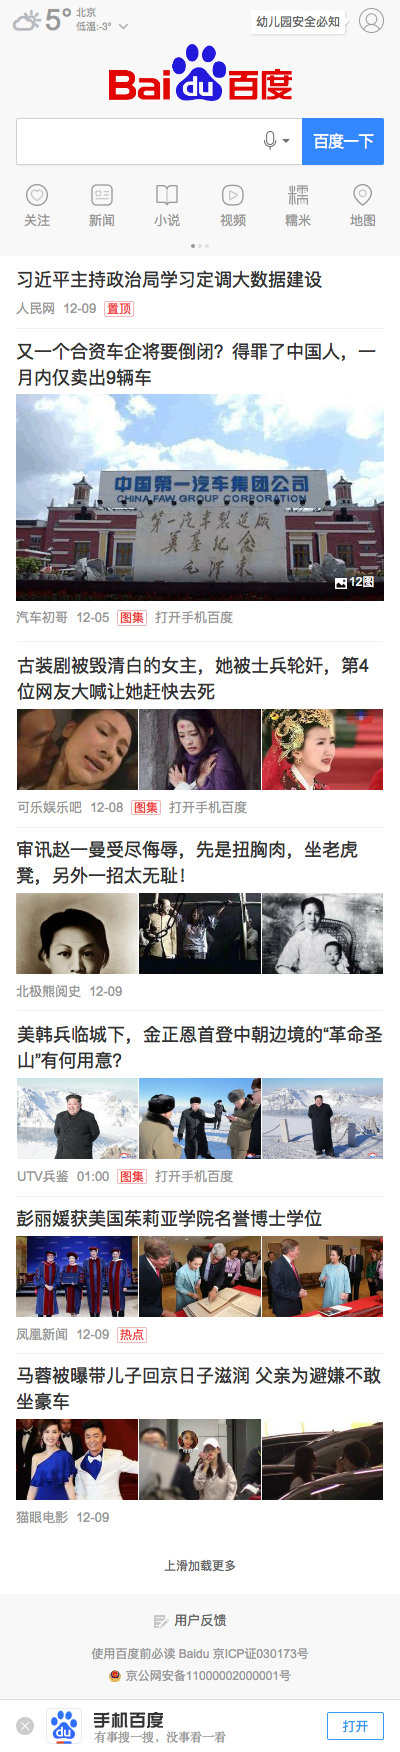 5°
北京
低温:-3°
幼儿园安全必知
Bai du 百度
百度一下
关注 新闻 小说 视频 糯米 地图
习近平主持政治局学习定调大数据建设
人民网 12-09 置顶
又一个合资车企将要倒闭？得罪了中国人，一
月内仅卖出9辆车
中国第一汽车集团公司
CHINA FAW GROUP CORPORATION
第一汽车制造厂
奠基纪念
毛泽东
12图
汽车初哥 12-05 图集 打开手机百度
古装剧被毁清白的女主，她被士兵轮奸，第4
位网友大喊让她赶快去死
可乐娱乐吧 12-08 图集 打开手机百度
审讯赵一曼受尽侮辱，先是扭胸肉，坐老虎
凳，另外一招太无耻！
北极熊阅史 12-09
美韩兵临城下，金正恩首登中朝边境的“革命圣
山”有何用意？
UTV兵鉴 01:00 图集 打开手机百度
彭丽媛获美国茱莉亚学院名誉博士学位
凤凰新闻 12-09 热点
马蓉被曝带儿子回京日子滋润 父亲为避嫌不敢
坐豪车
猫眼电影 12-09
上滑加载更多
用户反馈
使用百度前必读 Baidu 京ICP证030173号
京公网安备11000002000001号
du
手机百度
有事搜一搜，没事看一看
打开